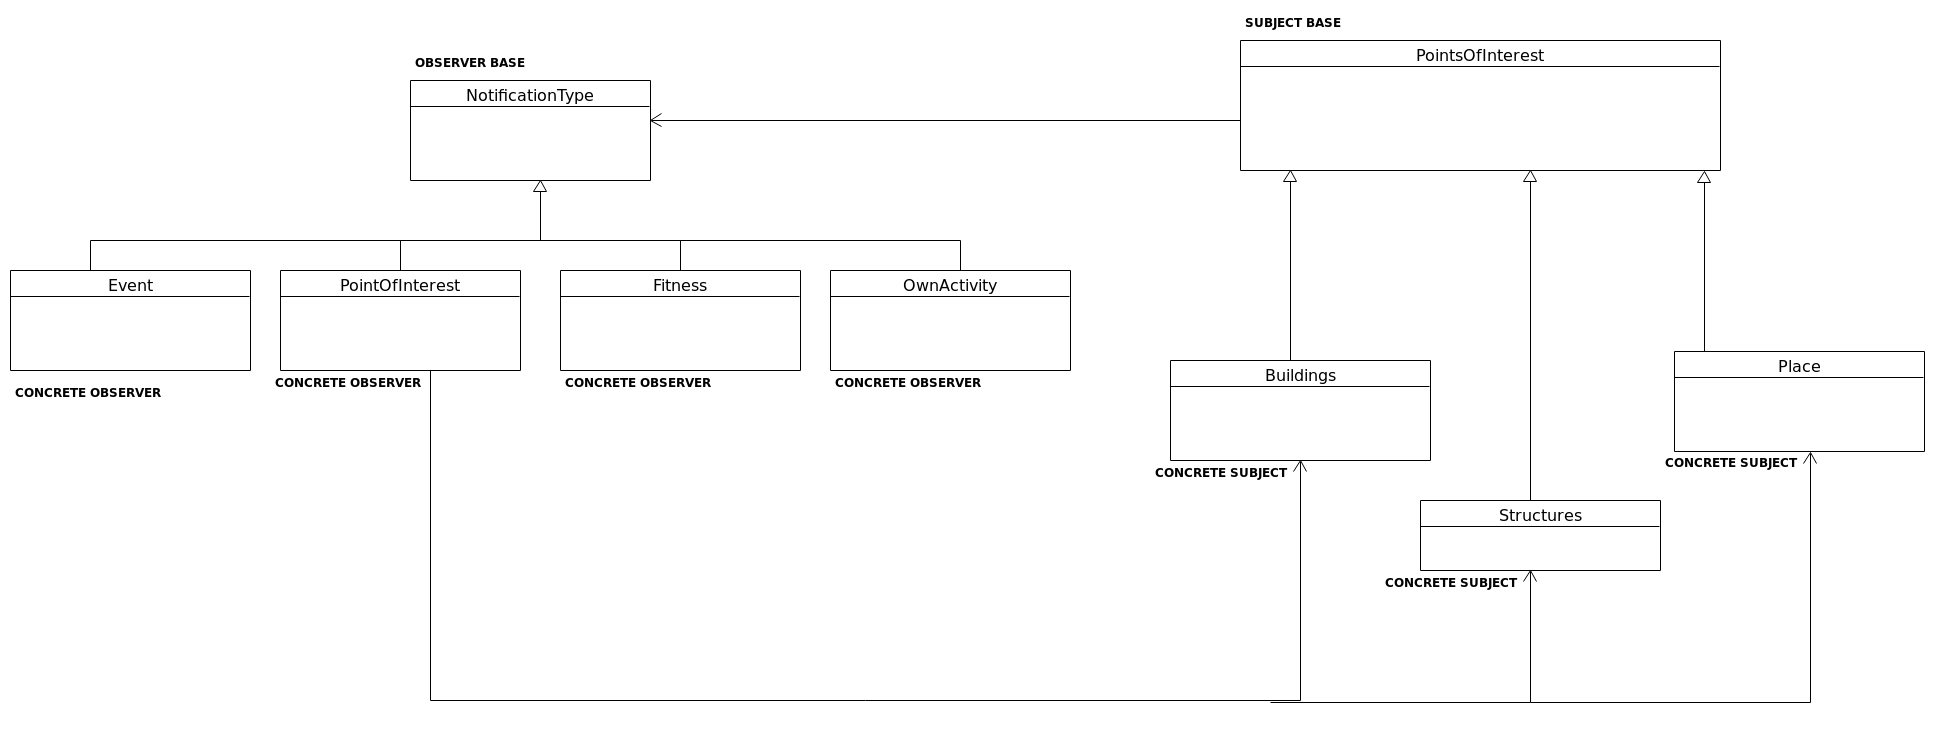 SUBJECT BASE
PointsOfInterest
OBSERVER BASE
NotificationType
Event
PointOfInterest
Fitness
OwnActivity
CONCRETE OBSERVER
CONCRETE OBSERVER
CONCRETE OBSERVER
CONCRETE OBSERVER
Buildings
Place
CONCRETE SUBJECT
CONCRETE SUBJECT
Structures
CONCRETE SUBJECT